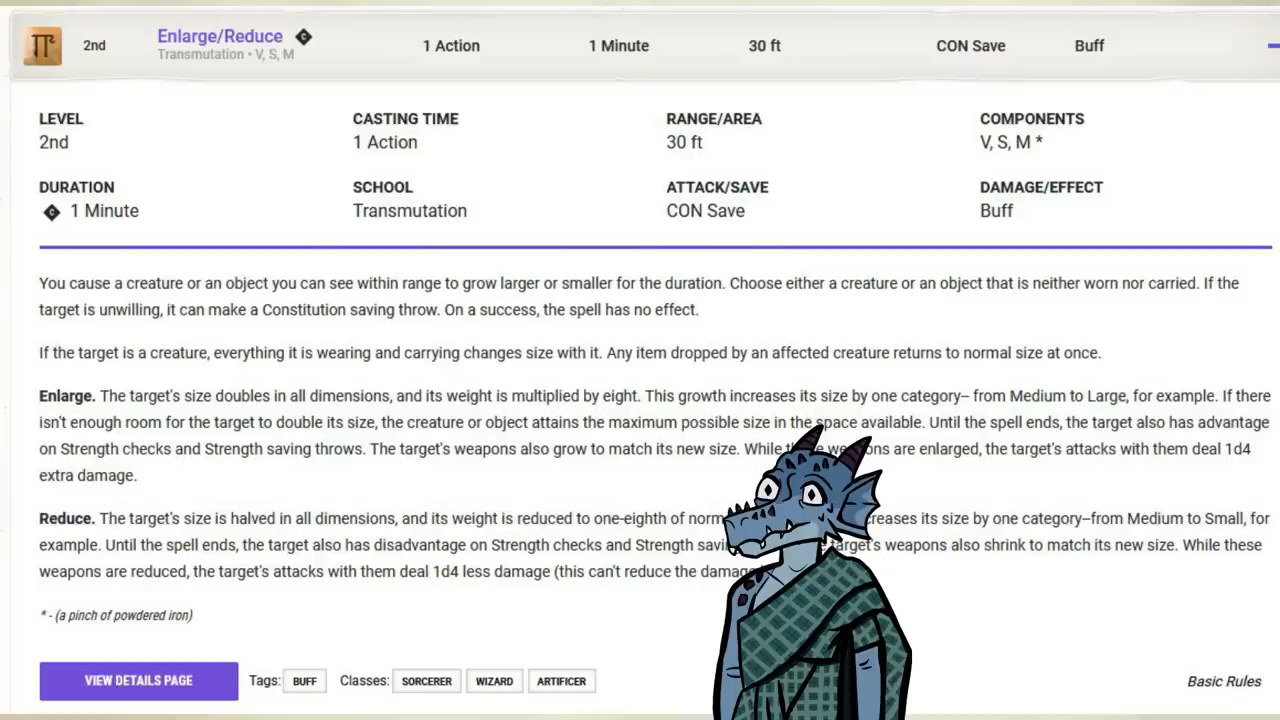 2nd Enlarge/Reduce C 1 Action 1 Minute 30 ft CON Save Buff
Transmutation • V, S, M
LEVEL CASTING TIME RANGE/AREA COMPONENTS
2nd 1 Action 30 ft V, S, M *
DURATION SCHOOL ATTACK/SAVE DAMAGE/EFFECT
C 1 Minute Transmutation CON Save Buff
You cause a creature or an object you can see within range to grow larger or smaller for the duration. Choose either a creature or an object that is neither worn nor carried. If the
target is unwilling, it can make a Constitution saving throw. On a success, the spell has no effect.
If the target is a creature, everything it is wearing and carrying changes size with it. Any item dropped by an affected creature returns to normal size at once.
Enlarge. The target's size doubles in all dimensions, and its weight is multiplied by eight. This growth increases its size by one category– from Medium to Large, for example. If there
isn't enough room for the target to double its size, the creature or object attains the maximum possible size in the space available. Until the spell ends, the target also has advantage
on Strength checks and Strength saving throws. The target's weapons also grow to match its new size. While are enlarged, the target's attacks with them deal 1d4
extra damage.
Reduce. The target's size is halved in all dimensions, and its weight is reduced to one-eighth of its size by one category–from Medium to Small, for
example. Until the spell ends, the target also has disadvantage on Strength checks and Strength target's weapons also shrink to match its new size. While these
weapons are reduced, the target's attacks with them deal 1d4 less damage (this can't reduce the
* - (a pinch of powdered iron)
VIEW DETAILS PAGE Tags: BUFF Classes: SORCERER WIZARD ARTIFICER Basic Rules